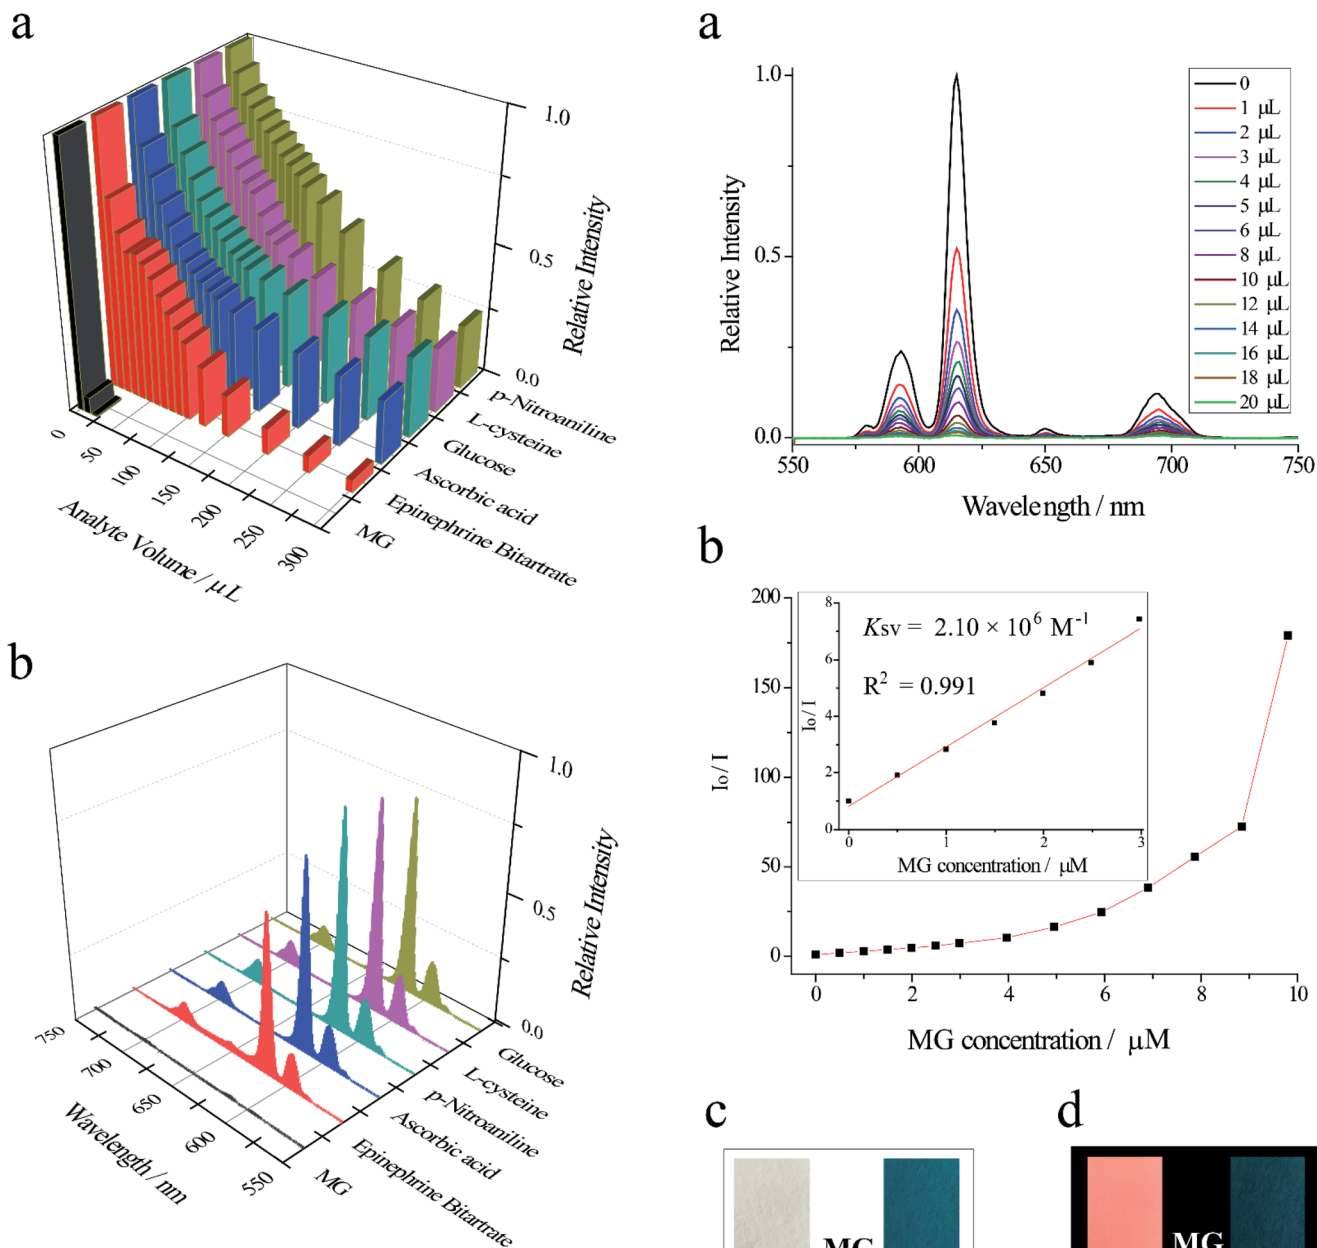 a
1.0
0.5
0.0
Relative Intensity
0
50
100
150
200
250
300
Analyte Volume / μL
p-Nitroaniline
L-cysteine
Glucose
Ascorbic acid
Epinephrine Bitartrate
MG
b
1.0
0.5
0.0
Relative Intensity
750
700
650
600
550
Wavelength / nm
Glucose
L-cysteine
p-Nitroaniline
Ascorbic acid
Epinephrine Bitartrate
MG
a
1.0
0.5
0.0
Relative Intensity
550 600 650 700 750
Wavelength / nm
0
1 μL
2 μL
3 μL
4 μL
5 μL
6 μL
8 μL
10 μL
12 μL
14 μL
16 μL
18 μL
20 μL
b
200
150
100
50
0
I₀ / I
0 2 4 6 8 10
MG concentration / μM
8
6
4
2
0
I₀ / I
Ksv = 2.10 × 10⁶ M⁻¹
R² = 0.991
0 1 2 3
MG concentration / μM
c
MG
d
MG